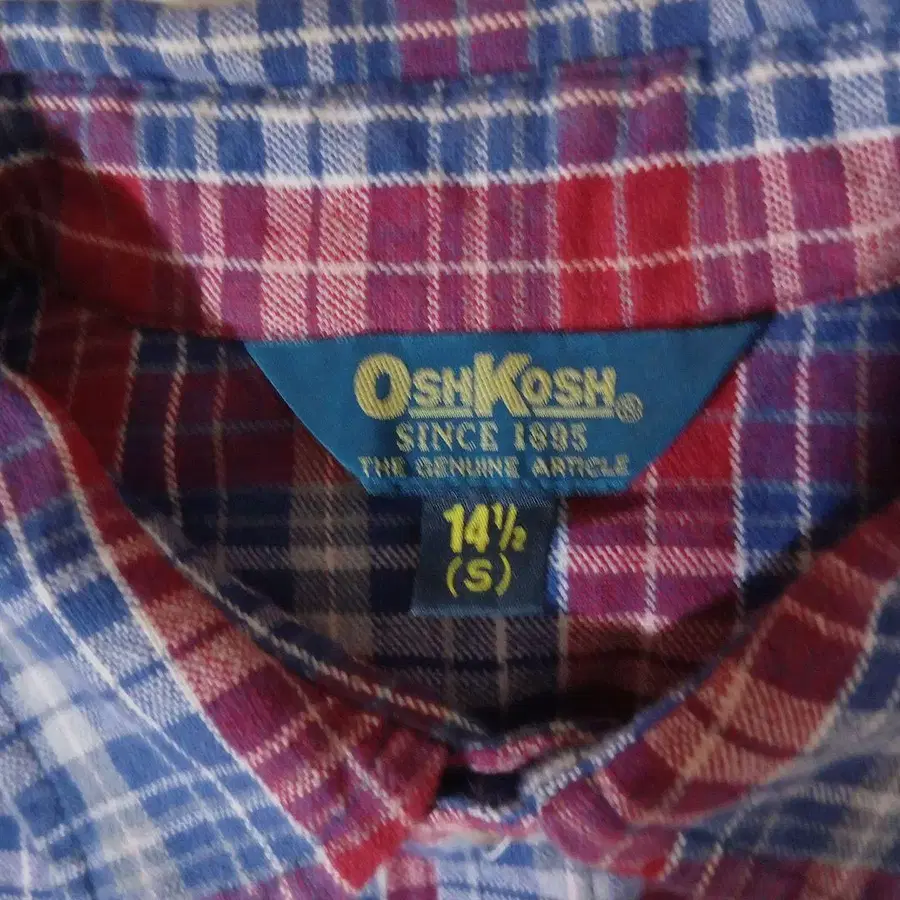 OSHKOSH®
SINCE 1895
THE GENUINE ARTICLE
14½
(S)